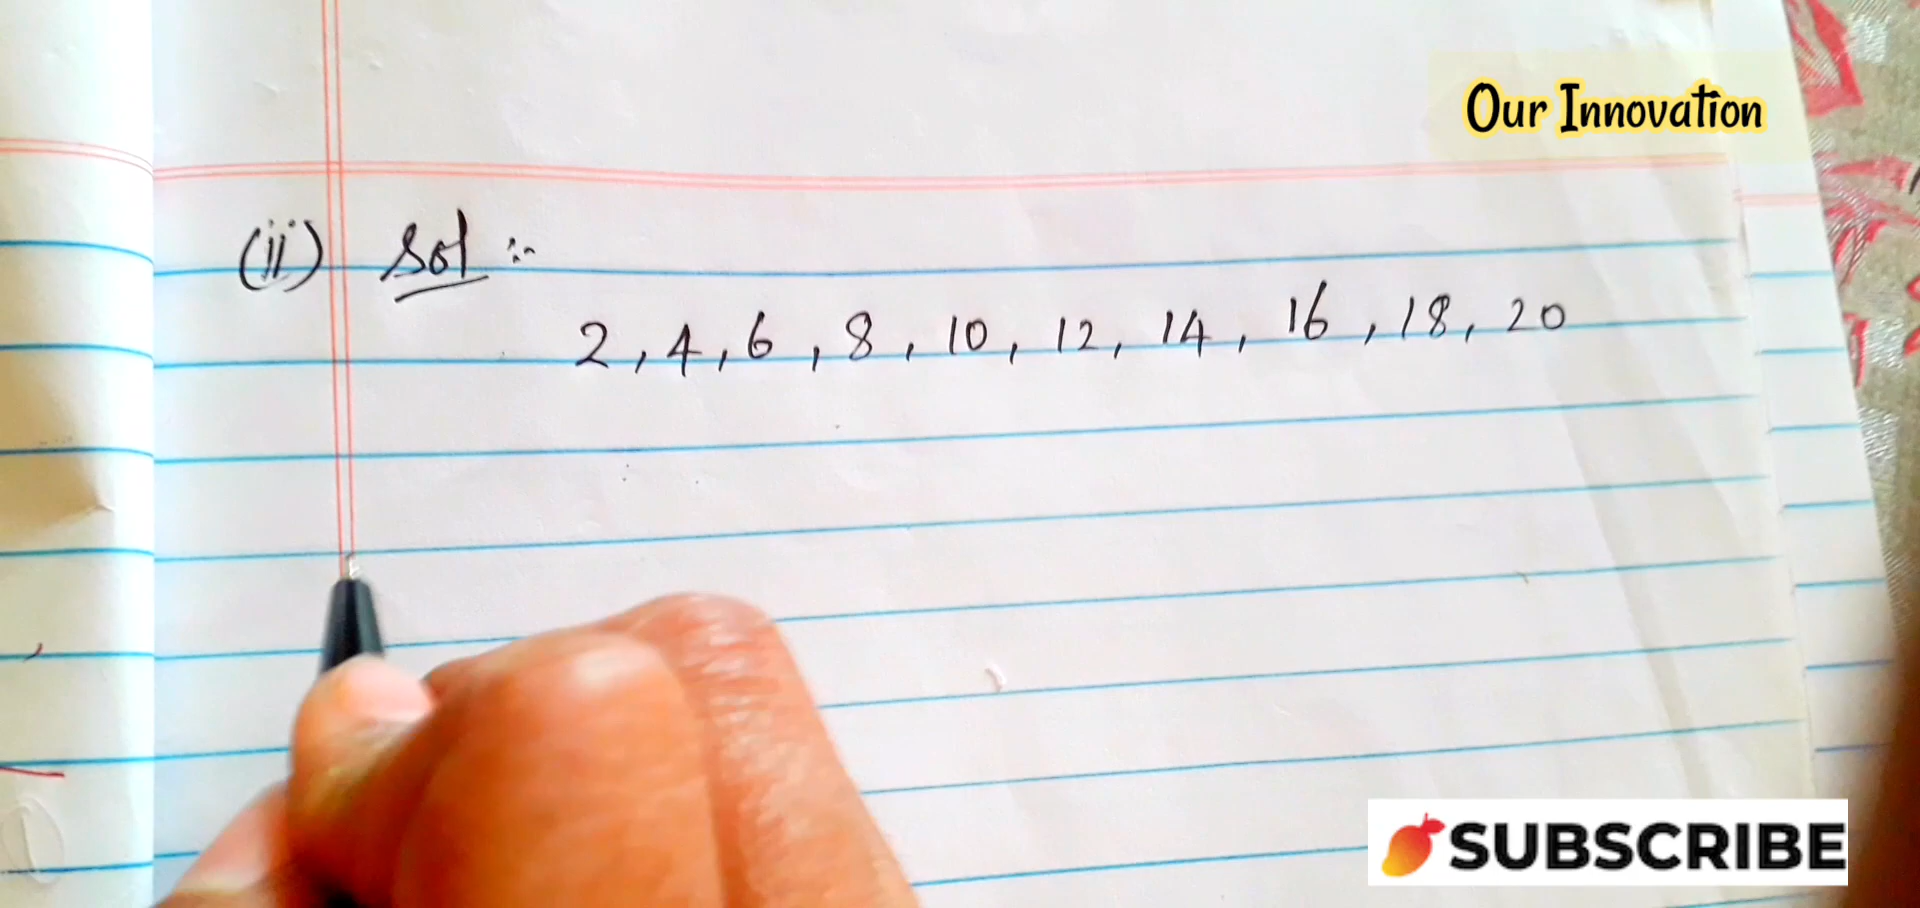 Our Innovation
(ii) Sol :-
2, 4, 6, 8, 10, 12, 14, 16, 18, 20
SUBSCRIBE